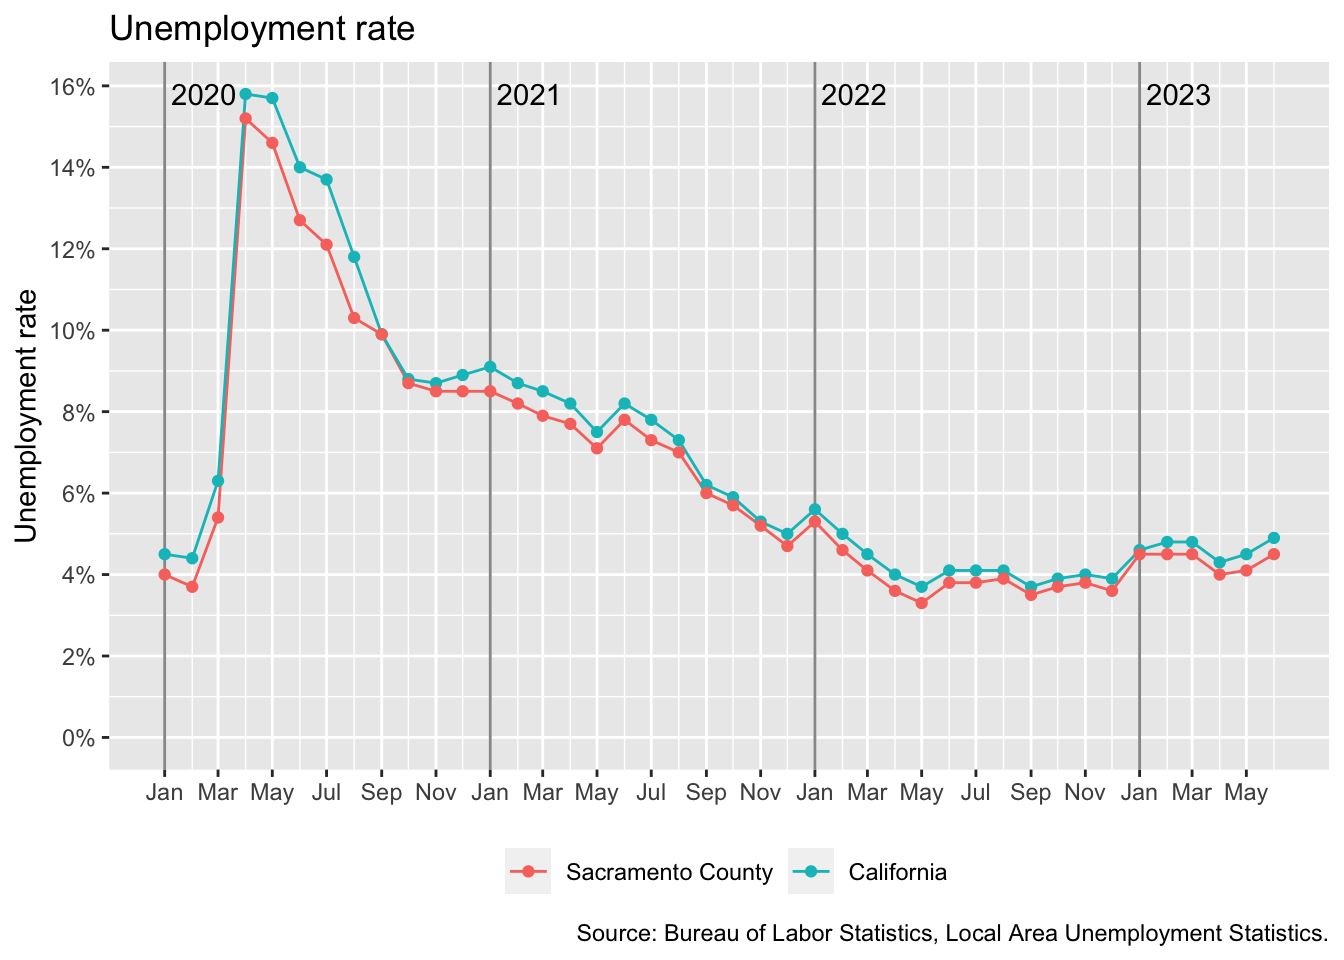 Unemployment rate
2020 2021 2022 2023
16%
14%
12%
10%
8%
6%
4%
2%
0%
Unemployment rate
Jan Mar May Jul Sep Nov Jan Mar May Jul Sep Nov Jan Mar May Jul Sep Nov Jan Mar May
Sacramento County California
Source: Bureau of Labor Statistics, Local Area Unemployment Statistics.